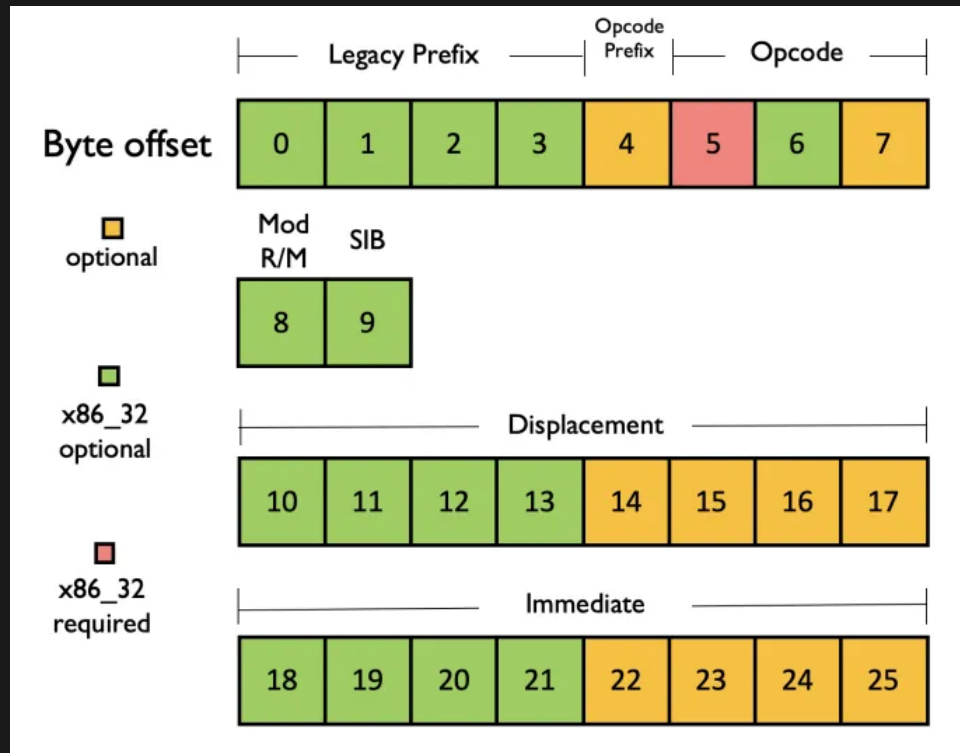 Legacy Prefix
Opcode
Prefix
Opcode
Byte offset
0 1 2 3 4 5 6 7
optional
Mod
R/M
SIB
8 9
x86_32
optional
Displacement
10 11 12 13 14 15 16 17
x86_32
required
Immediate
18 19 20 21 22 23 24 25